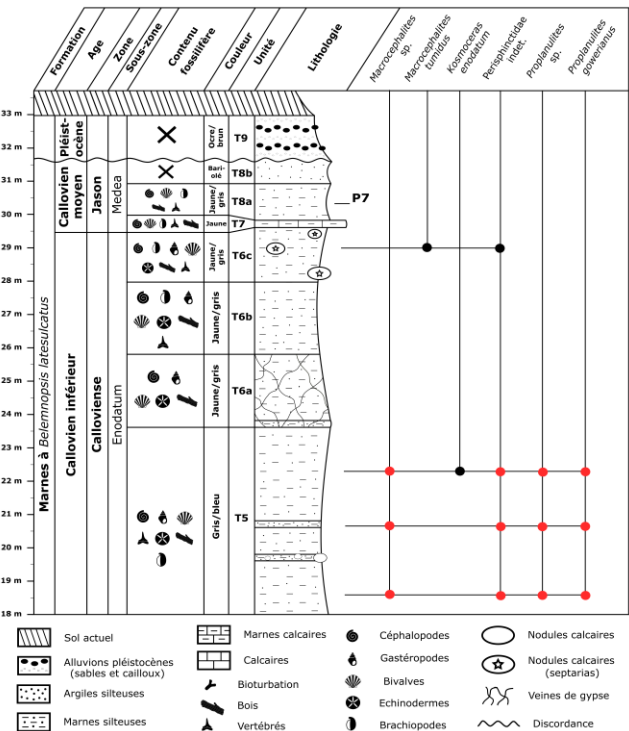 Formation
Age
Zone
Sous-zone
Contenu
fossilifère
Couleur
Unité
Lithologie
Macrocephalites
sp.
Macrocephalites
tumidus
Kosmoceras
enodatum
Perisphinctidae
indet.
Propianulites
sp.
Propianulites
gowerianus
33 m
32 m
31 m
30 m
29 m
28 m
27 m
26 m
25 m
24 m
23 m
22 m
21 m
20 m
19 m
18 m
Marnes à Belemnopsis latesulcatus
Pléist-
ocène
Callovien
moyen
Callovien inférieur
Jason
Calloviense
Medea
Enodatum
Ocre/
brun
T9
Bari-
olé
T8b
Jaune/
gris
T8a
P7
Jaune
T7
Jaune/
gris
T6c
Jaune/gris
T6b
Jaune/gris
T6a
Gris/bleu
T5
Sol actuel
Alluvions pléistocènes
(sables et cailloux)
Argiles silteuses
Marnes silteuses
Marnes calcaires
Calcaires
Bioturbation
Bois
Vertébrés
Céphalopodes
Gastéropodes
Bivalves
Echinodermes
Brachiopodes
Nodules calcaires
Nodules calcaires
(septarias)
Veines de gypse
Discordance